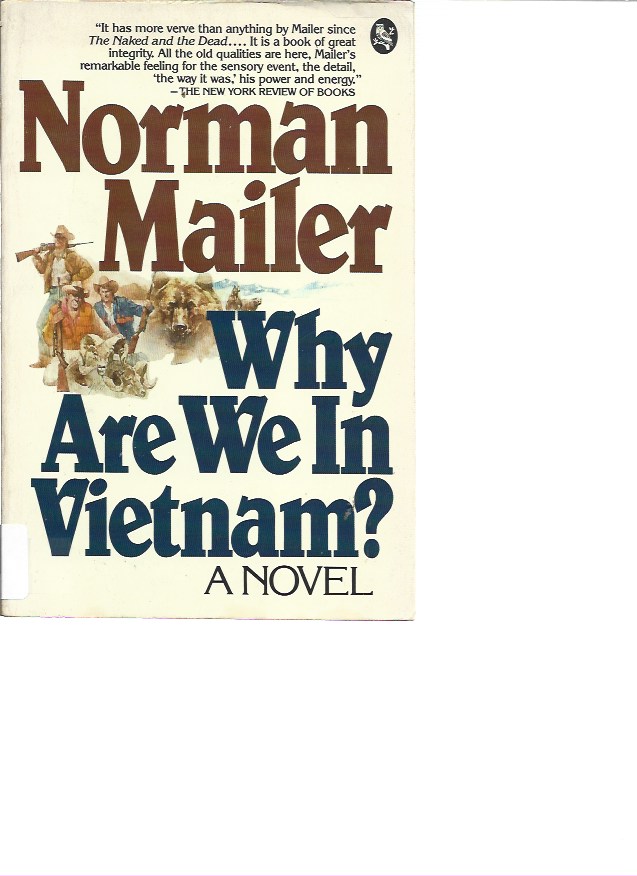 “It has more verve than anything by Mailer since
The Naked and the Dead.... It is a book of great
integrity. All the old qualities are here, Mailer’s
remarkable feeling for the sensory event, the detail,
‘the way it was,’ his power and energy.”
—THE NEW YORK REVIEW OF BOOKS
Norman
Mailer
Why
Are We In
Vietnam?
A NOVEL